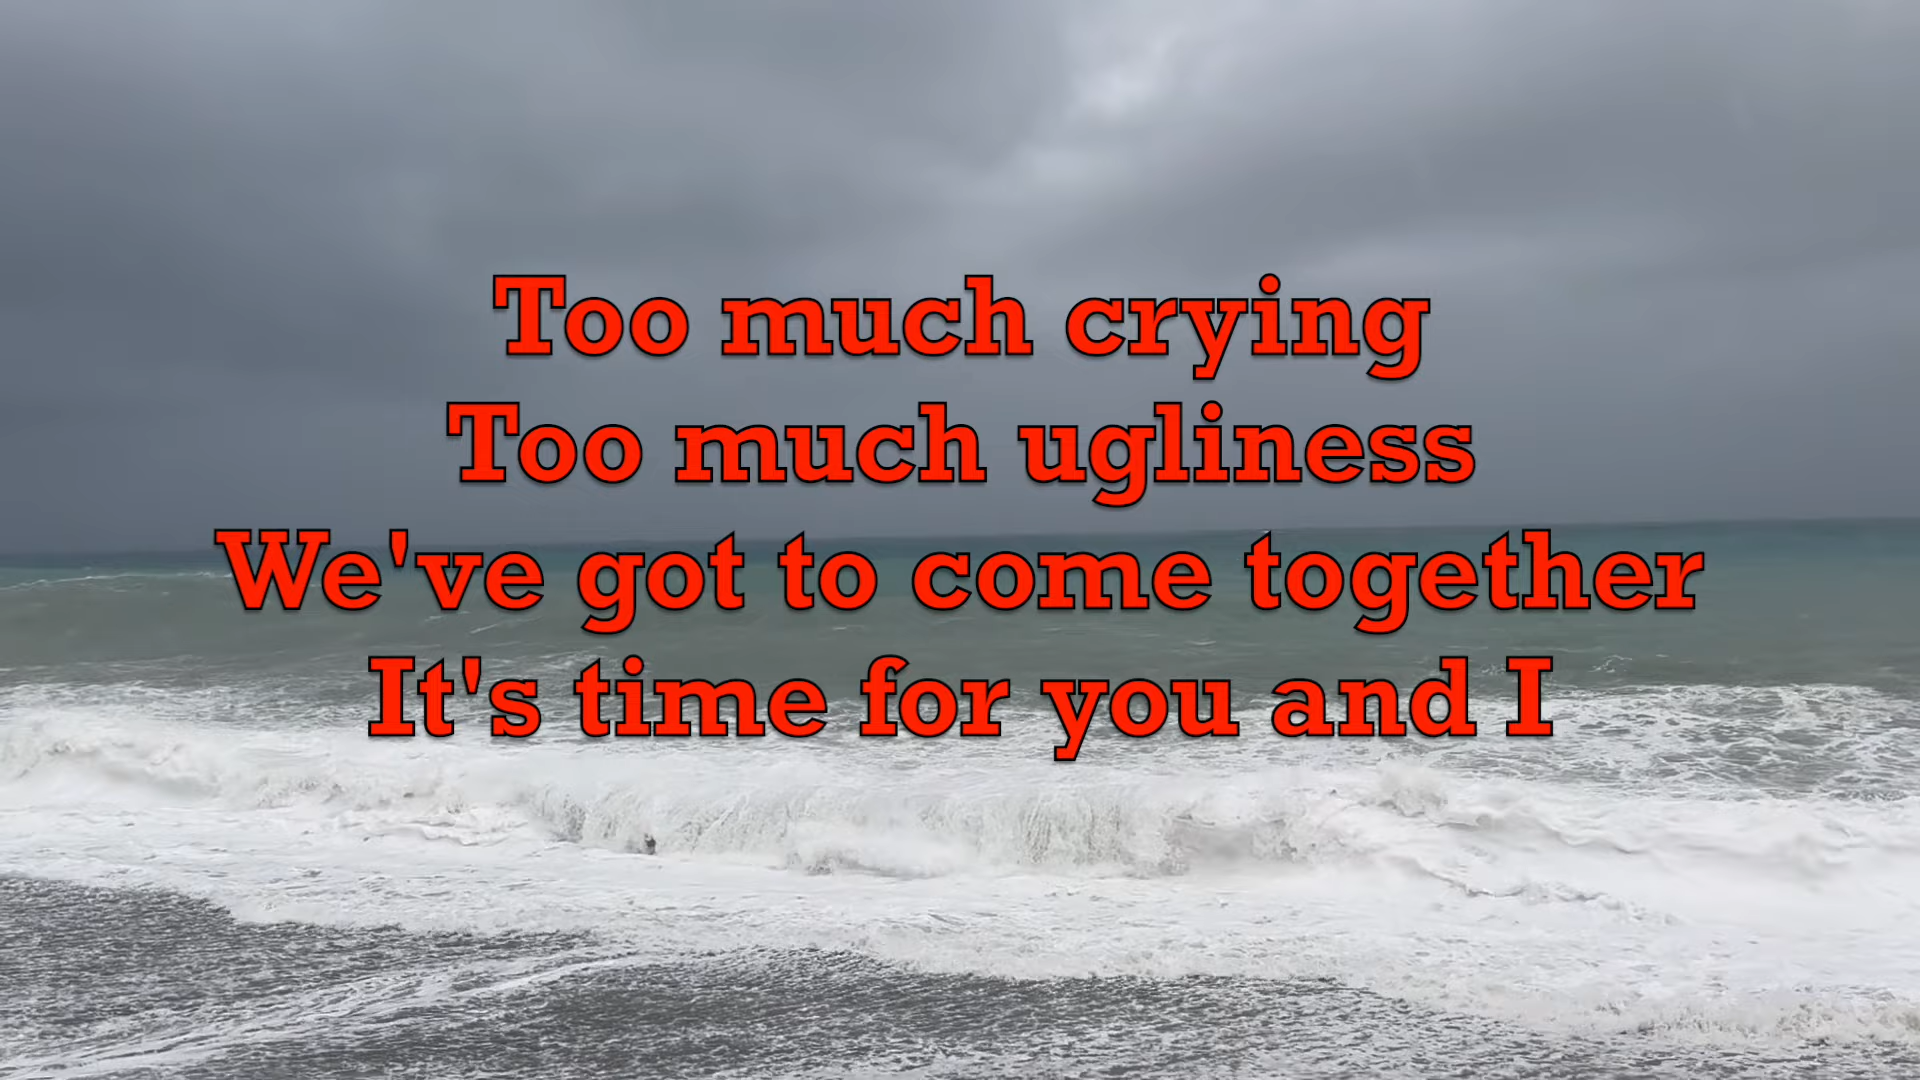 Too much crying
Too much ugliness
We've got to come together
It's time for you and I